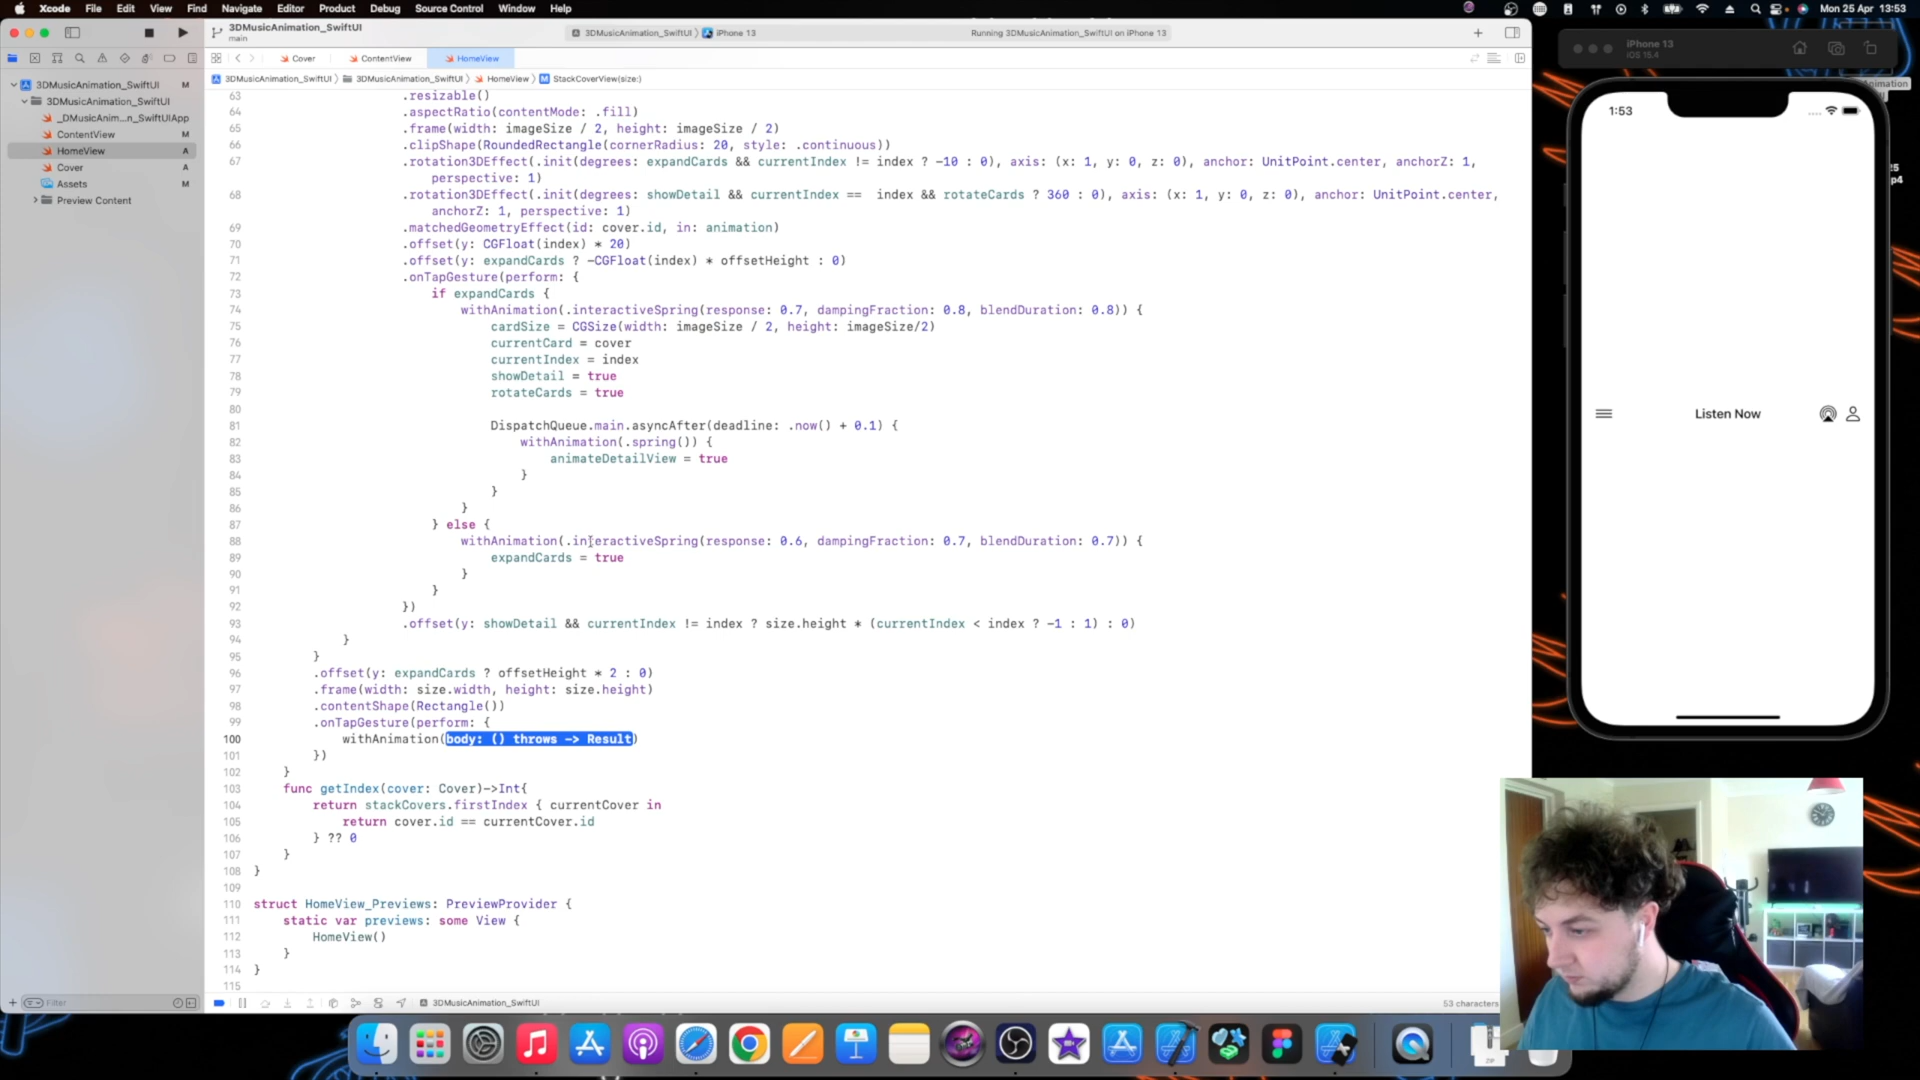 Xcode File Edit View Find Navigate Editor Product Debug Source Control Window Help Mon 25 Apr 13:53
3DMusicAnimation_SwiftUI
main
3DMusicAnimation_SwiftUI iPhone 13
Running 3DMusicAnimation_SwiftUI on iPhone 13
iPhone 13
iOS 15.4
Cover ContentView HomeView
3DMusicAnimation_SwiftUI 3DMusicAnimation_SwiftUI HomeView StackCoverView(size:)
3DMusicAnimation_SwiftUI M
3DMusicAnimation_SwiftUI
_DMusicAnim...n_SwiftUIApp
ContentView M
HomeView A
Cover A
Assets M
Preview Content
63 .resizable()
64 .aspectRatio(contentMode: .fill)
65 .frame(width: imageSize / 2, height: imageSize / 2)
66 .clipShape(RoundedRectangle(cornerRadius: 20, style: .continuous))
67 .rotation3DEffect(.init(degrees: expandCards && currentIndex != index ? -10 : 0), axis: (x: 1, y: 0, z: 0), anchor: UnitPoint.center, anchorZ: 1,
perspective: 1)
68 .rotation3DEffect(.init(degrees: showDetail && currentIndex ==  index && rotateCards ? 360 : 0), axis: (x: 1, y: 0, z: 0), anchor: UnitPoint.center,
anchorZ: 1, perspective: 1)
69 .matchedGeometryEffect(id: cover.id, in: animation)
70 .offset(y: CGFloat(index) * 20)
71 .offset(y: expandCards ? -CGFloat(index) * offsetHeight : 0)
72 .onTapGesture(perform: {
73 if expandCards {
74 withAnimation(.interactiveSpring(response: 0.7, dampingFraction: 0.8, blendDuration: 0.8)) {
75 cardSize = CGSize(width: imageSize / 2, height: imageSize/2)
76 currentCard = cover
77 currentIndex = index
78 showDetail = true
79 rotateCards = true
80
81 DispatchQueue.main.asyncAfter(deadline: .now() + 0.1) {
82 withAnimation(.spring()) {
83 animateDetailView = true
84 }
85 }
86 }
87 } else {
88 withAnimation(.interactiveSpring(response: 0.6, dampingFraction: 0.7, blendDuration: 0.7)) {
89 expandCards = true
90 }
91 }
92 })
93 .offset(y: showDetail && currentIndex != index ? size.height * (currentIndex < index ? -1 : 1) : 0)
94 }
95 }
96 .offset(y: expandCards ? offsetHeight * 2 : 0)
97 .frame(width: size.width, height: size.height)
98 .contentShape(Rectangle())
99 .onTapGesture(perform: {
100 withAnimation(body: () throws -> Result)
101 })
102 }
103 func getIndex(cover: Cover)->Int{
104 return stackCovers.firstIndex { currentCover in
105 return cover.id == currentCover.id
106 } ?? 0
107 }
108 }
109
110 struct HomeView_Previews: PreviewProvider {
111 static var previews: some View {
112 HomeView()
113 }
114 }
115
Filter
3DMusicAnimation_SwiftUI
53 characters
1:53
Listen Now
ZIP